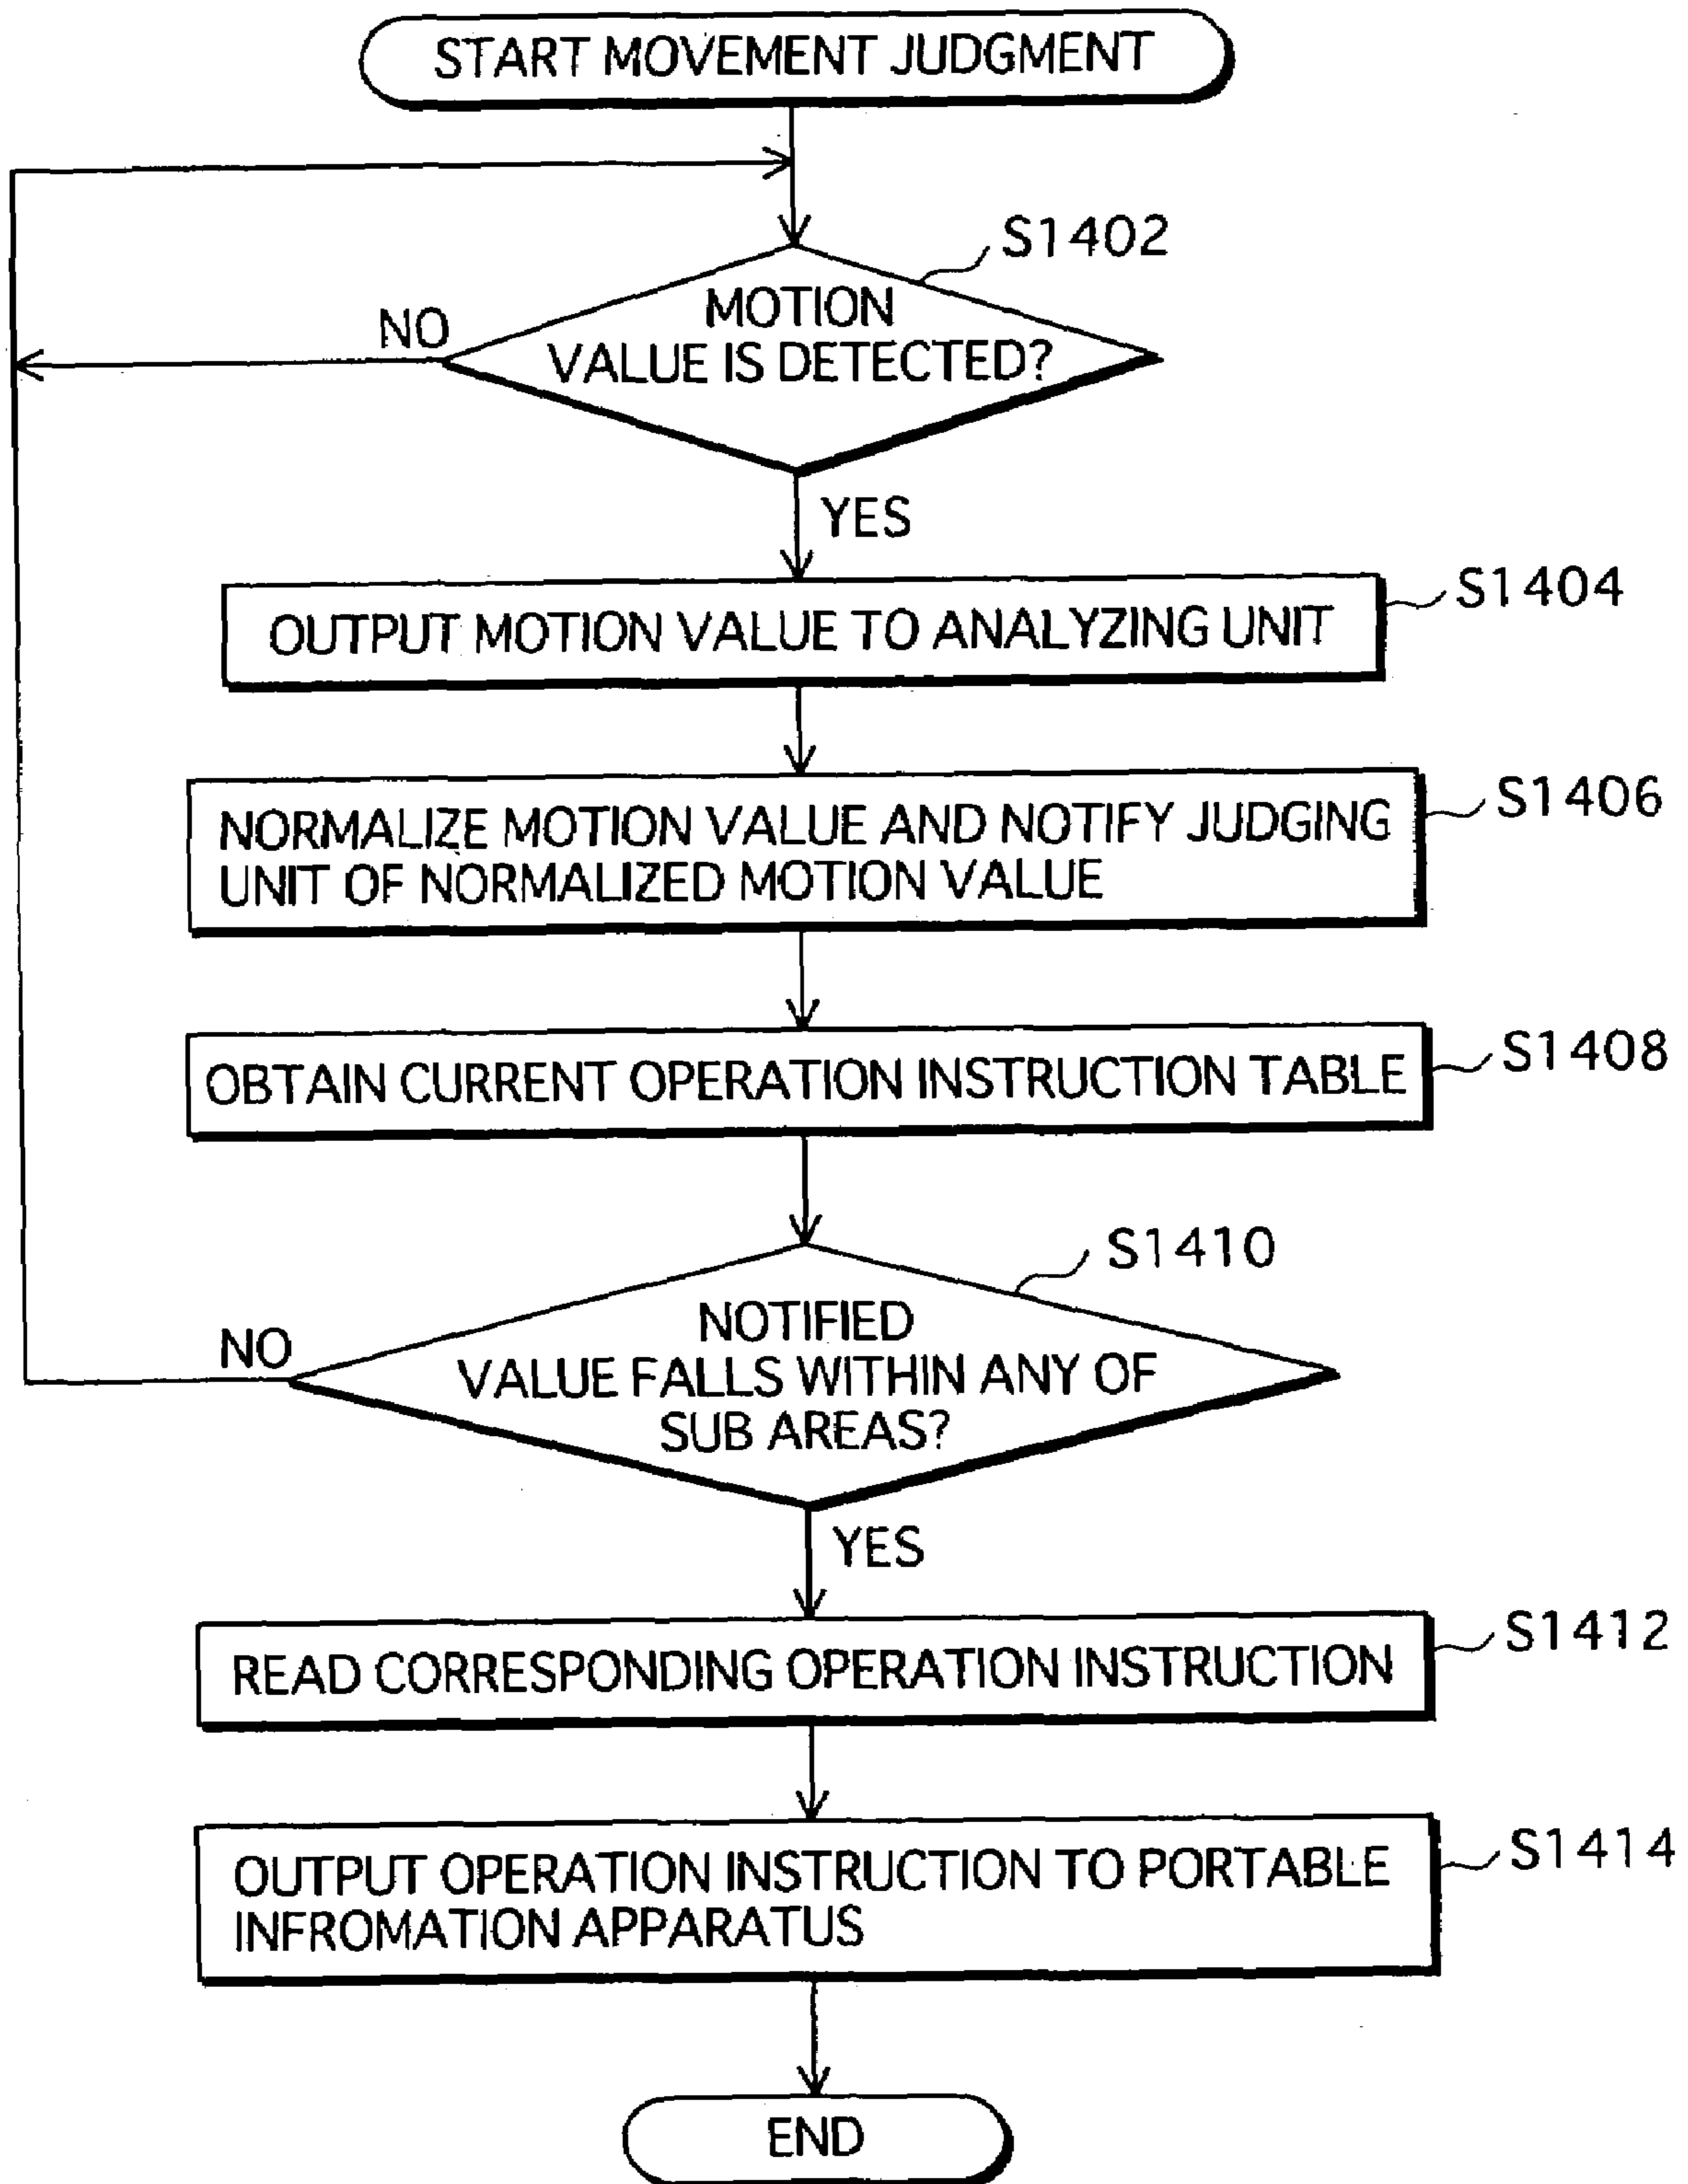 START MOVEMENT JUDGMENT
S1402
MOTION
VALUE IS DETECTED?
NO
YES
S1404
OUTPUT MOTION VALUE TO ANALYZING UNIT
S1406
NORMALIZE MOTION VALUE AND NOTIFY JUDGING
UNIT OF NORMALIZED MOTION VALUE
S1408
OBTAIN CURRENT OPERATION INSTRUCTION TABLE
S1410
NOTIFIED
VALUE FALLS WITHIN ANY OF
SUB AREAS?
NO
YES
S1412
READ CORRESPONDING OPERATION INSTRUCTION
S1414
OUTPUT OPERATION INSTRUCTION TO PORTABLE
INFROMATION APPARATUS
END